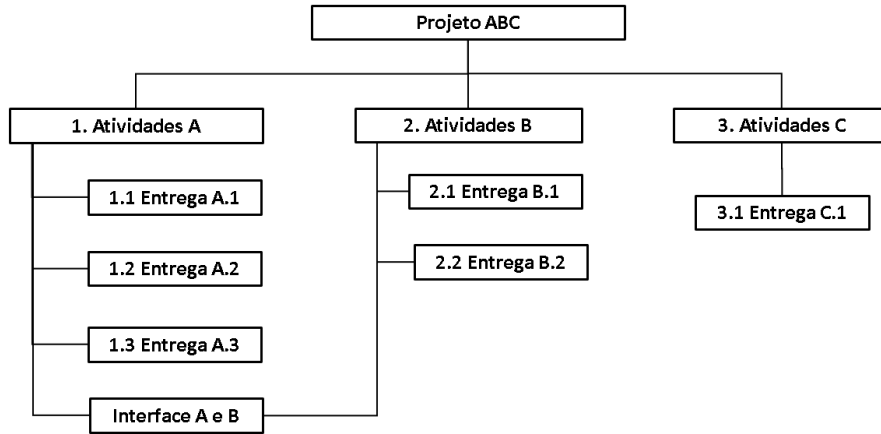 Projeto ABC
1. Atividades A
2. Atividades B
3. Atividades C
1.1 Entrega A.1
2.1 Entrega B.1
3.1 Entrega C.1
1.2 Entrega A.2
2.2 Entrega B.2
1.3 Entrega A.3
Interface A e B